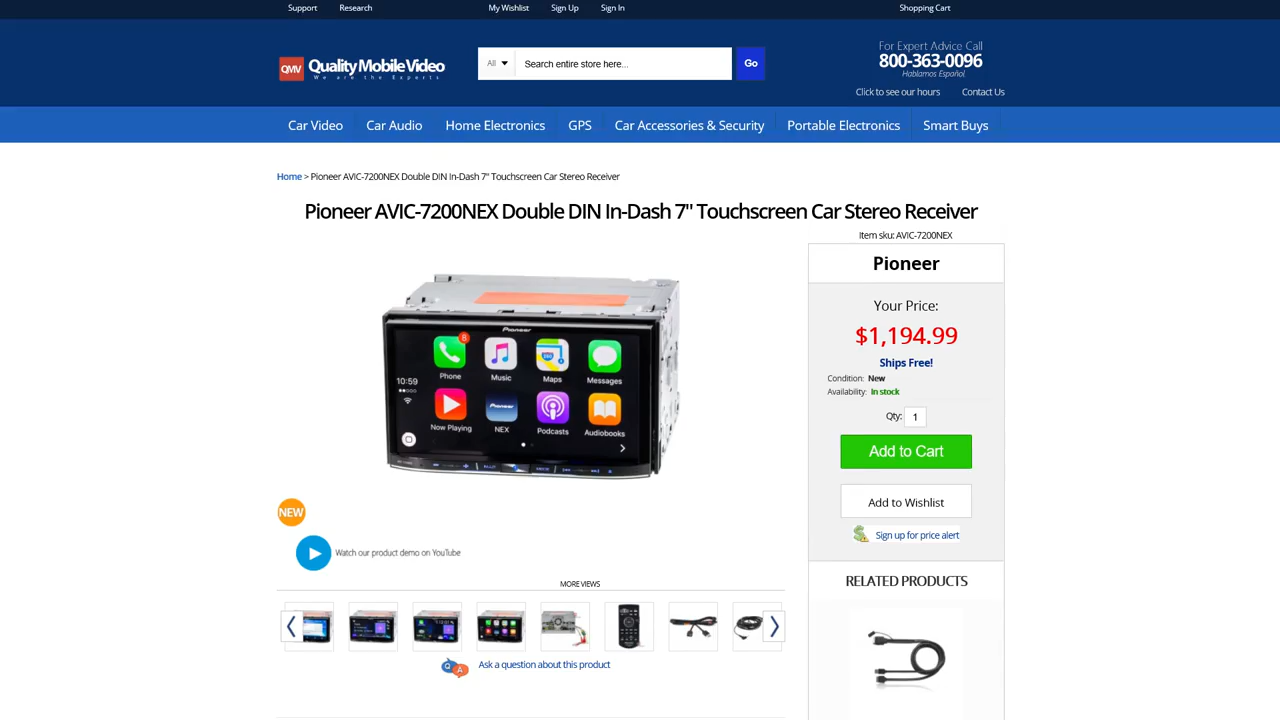 Support Research My Wishlist Sign Up Sign In Shopping Cart
QMV Quality Mobile Video
We are the Experts
All Search entire store here... Go
For Expert Advice Call
800-363-0096
Hablamos Español
Click to see our hours Contact Us
Car Video Car Audio Home Electronics GPS Car Accessories & Security Portable Electronics Smart Buys
Home > Pioneer AVIC-7200NEX Double DIN In-Dash 7" Touchscreen Car Stereo Receiver
Pioneer AVIC-7200NEX Double DIN In-Dash 7" Touchscreen Car Stereo Receiver
Item sku: AVIC-7200NEX
Pioneer
Your Price:
$1,194.99
Ships Free!
Condition: New
Availability: In stock
Qty: 1
Add to Cart
Add to Wishlist
Sign up for price alert
RELATED PRODUCTS
Pioneer
8
Phone Music Maps Messages
10:59
Pioneer
Now Playing NEX Podcasts Audiobooks
NEW
Watch our product demo on YouTube
MORE VIEWS
Q A Ask a question about this product